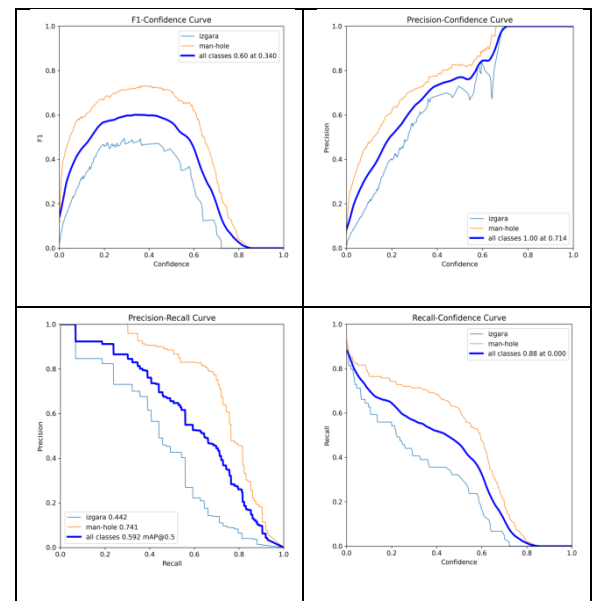 F1-Confidence Curve
1.0
0.8
0.6
0.4
0.2
0.0
F1
0.0 0.2 0.4 0.6 0.8 1.0
Confidence
izgara
man-hole
all classes 0.60 at 0.340
Precision-Confidence Curve
1.0
0.8
0.6
0.4
0.2
0.0
Precision
0.0 0.2 0.4 0.6 0.8 1.0
Confidence
izgara
man-hole
all classes 1.00 at 0.714
Precision-Recall Curve
1.0
0.8
0.6
0.4
0.2
0.0
Precision
0.0 0.2 0.4 0.6 0.8 1.0
Recall
izgara 0.442
man-hole 0.741
all classes 0.592 mAP@0.5
Recall-Confidence Curve
1.0
0.8
0.6
0.4
0.2
0.0
Recall
0.0 0.2 0.4 0.6 0.8 1.0
Confidence
izgara
man-hole
all classes 0.88 at 0.000